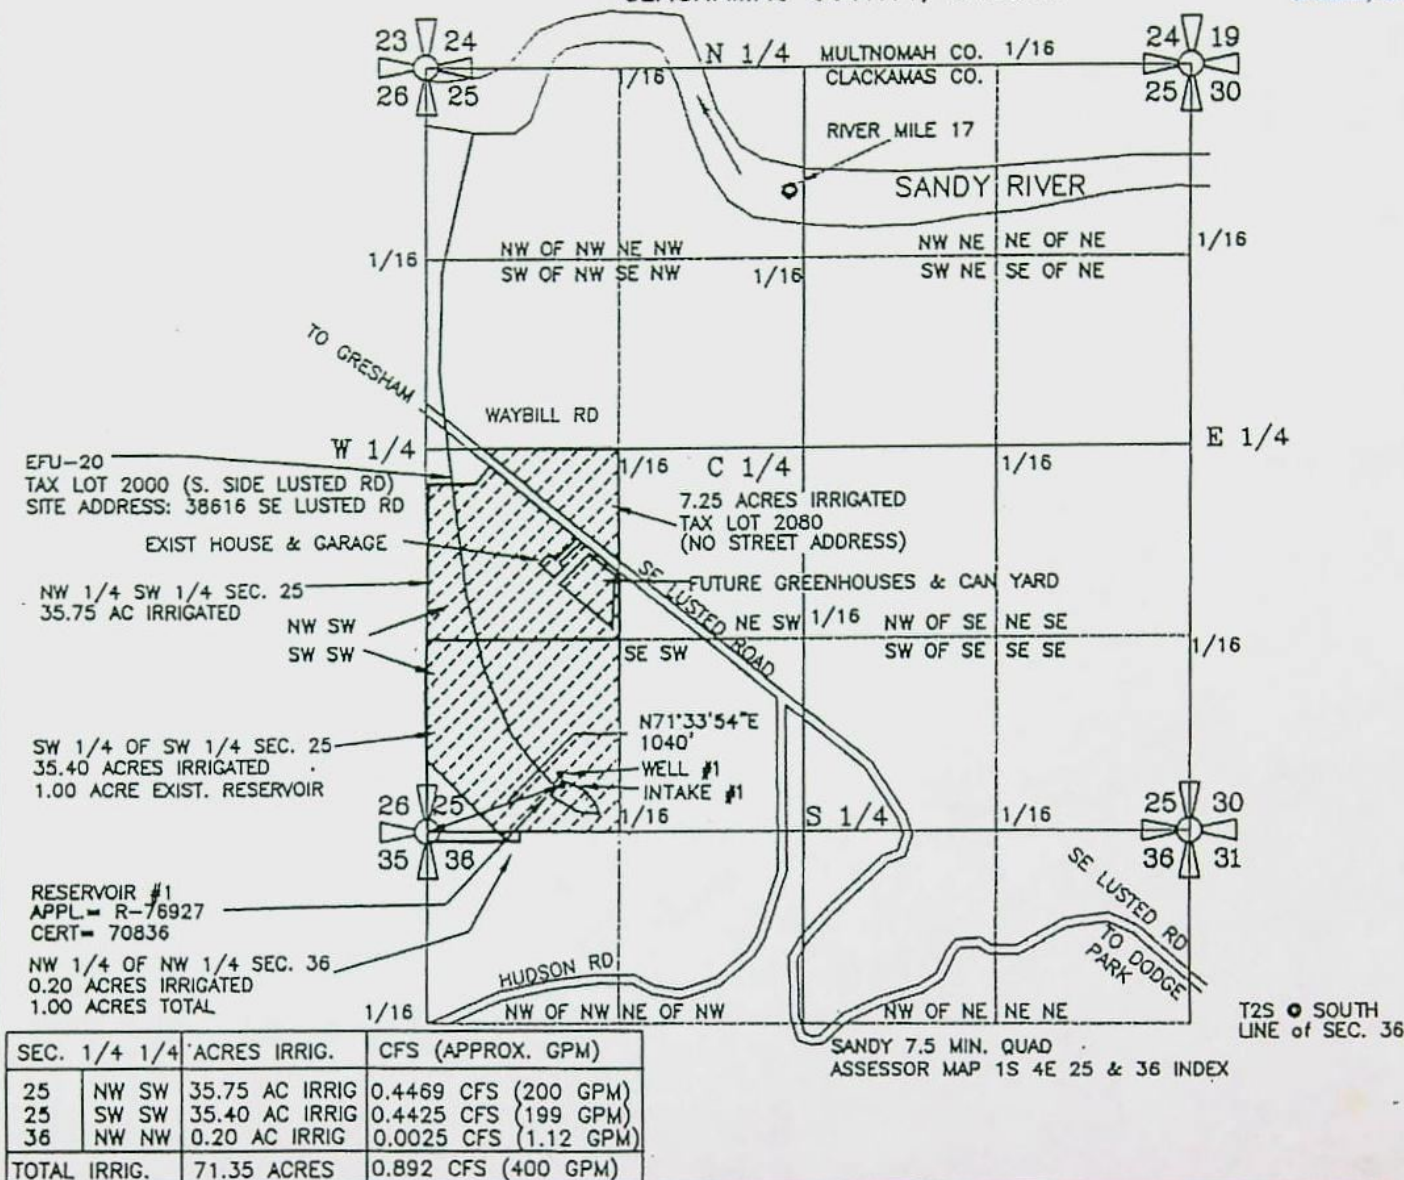 23 24
26 25
N 1/4
MULTNOMAH CO.
CLACKAMAS CO.
1/16
24 19
25 30
1/16
RIVER MILE 17
SANDY RIVER
1/16
NW OF NW NE NW
SW OF NW SE NW
1/16
NW NE NE OF NE
SW NE SE OF NE
1/16
TO GRESHAM
WAYBILL RD
W 1/4
1/16
C 1/4
1/16
E 1/4
EFU-20
TAX LOT 2000 (S. SIDE LUSTED RD)
SITE ADDRESS: 38616 SE LUSTED RD
7.25 ACRES IRRIGATED
TAX LOT 2080
(NO STREET ADDRESS)
EXIST HOUSE & GARAGE
FUTURE GREENHOUSES & CAN YARD
NW 1/4 SW 1/4 SEC. 25
35.75 AC IRRIGATED
SE LUSTED ROAD
NW SW
SW SW
NE SW
SE SW
1/16
NW OF SE NE SE
SW OF SE SE SE
1/16
N71°33'54"E
1040'
WELL #1
INTAKE #1
SW 1/4 OF SW 1/4 SEC. 25
35.40 ACRES IRRIGATED
1.00 ACRE EXIST. RESERVOIR
26 25
35 36
1/16
S 1/4
1/16
25 30
36 31
RESERVOIR #1
APPL.= R-76927
CERT= 70836
NW 1/4 OF NW 1/4 SEC. 36
0.20 ACRES IRRIGATED
1.00 ACRES TOTAL
SE LUSTED RD
TO DODGE
PARK
HUDSON RD
1/16
NW OF NW NE OF NW
NW OF NE NE NE
T2S @ SOUTH
LINE of SEC. 36
SANDY 7.5 MIN. QUAD
ASSESSOR MAP 1S 4E 25 & 36 INDEX
SEC. 1/4 1/4 ACRES IRRIG. CFS (APPROX. GPM)
25 NW SW 35.75 AC IRRIG 0.4469 CFS (200 GPM)
25 SW SW 35.40 AC IRRIG 0.4425 CFS (199 GPM)
36 NW NW 0.20 AC IRRIG 0.0025 CFS (1.12 GPM)
TOTAL IRRIG. 71.35 ACRES 0.892 CFS (400 GPM)